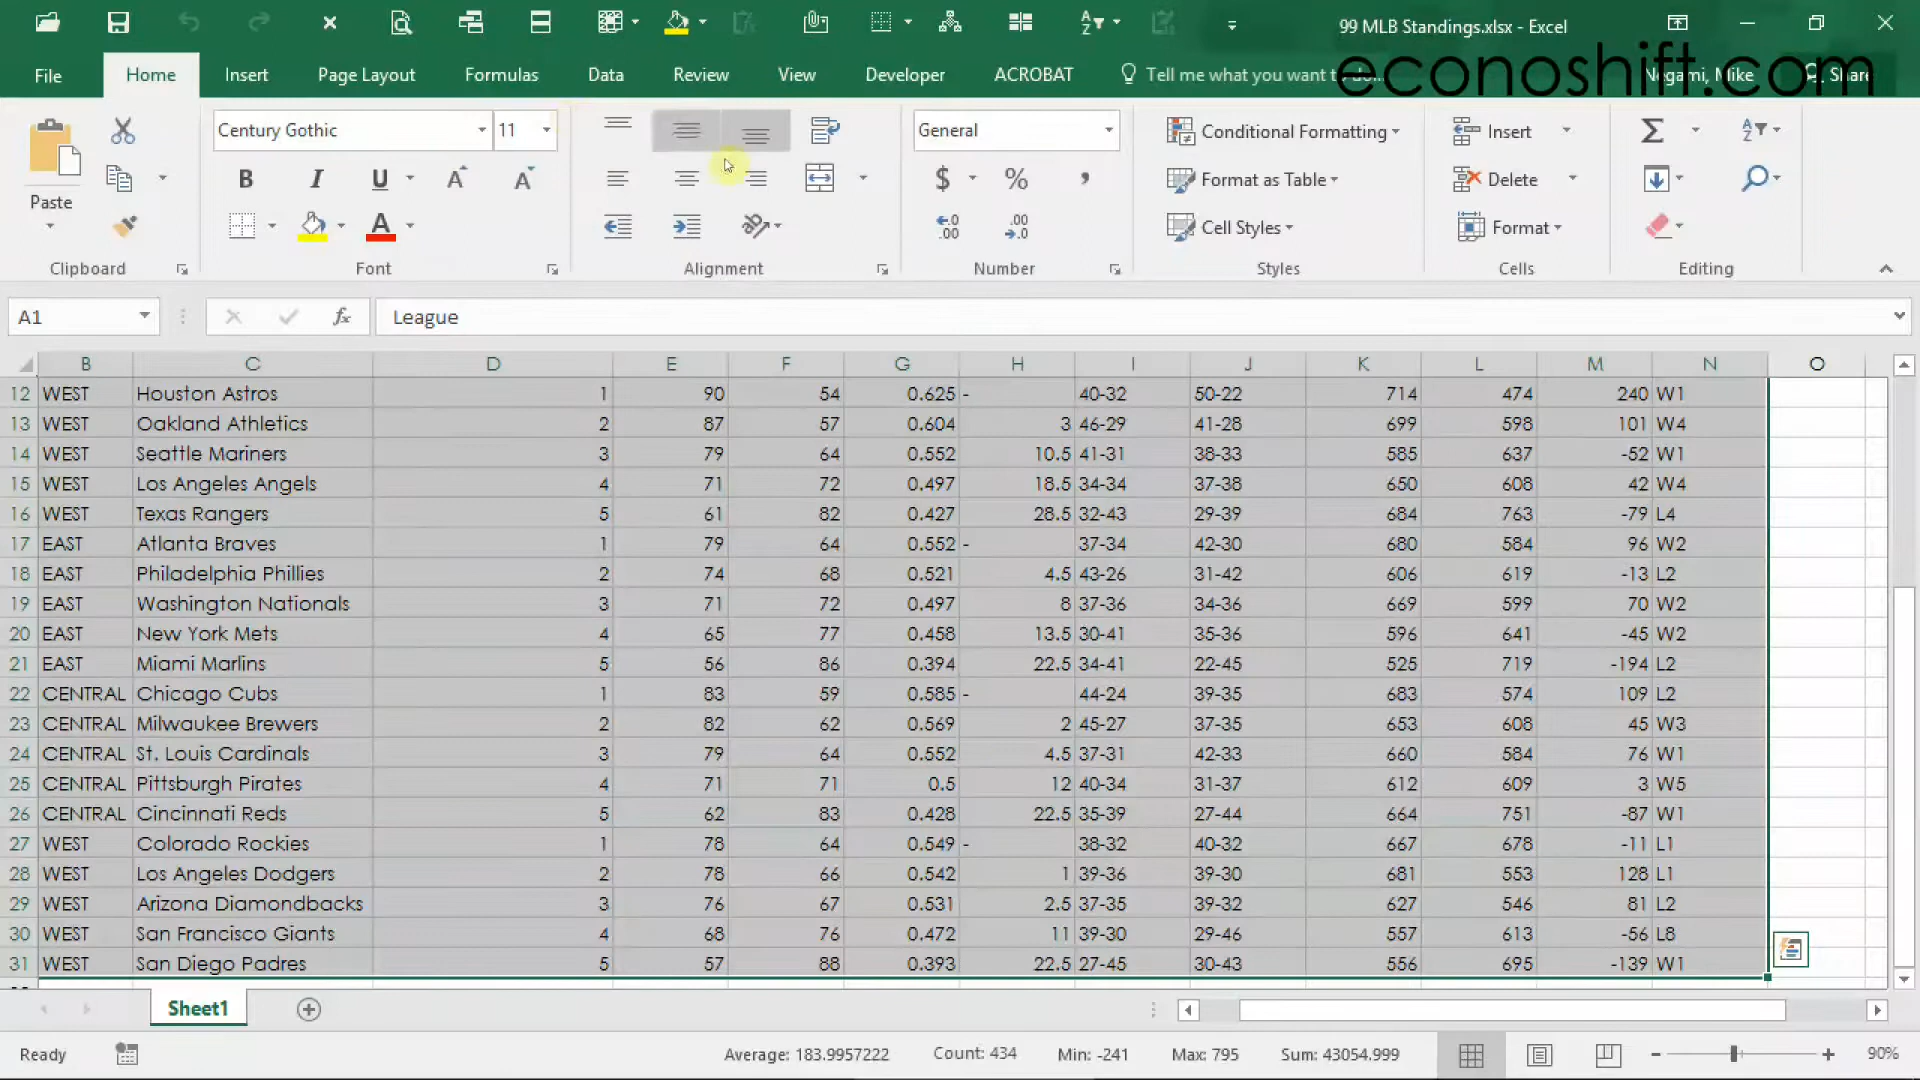 99 MLB Standings.xlsx - Excel
econoshift.com
File Home Insert Page Layout Formulas Data Review View Developer ACROBAT Tell me what you want to do... Negami, Mike Share
Paste
Century Gothic 11
General
Conditional Formatting
Insert
B I U
$ % ,
Format as Table
Delete
Cell Styles
Format
Clipboard Font Alignment Number Styles Cells Editing
A1 fx League
B C D E F G H I J K L M N O
12 WEST Houston Astros 1 90 54 0.625 - 40-32 50-22 714 474 240 W1
13 WEST Oakland Athletics 2 87 57 0.604 3 46-29 41-28 699 598 101 W4
14 WEST Seattle Mariners 3 79 64 0.552 10.5 41-31 38-33 585 637 -52 W1
15 WEST Los Angeles Angels 4 71 72 0.497 18.5 34-34 37-38 650 608 42 W4
16 WEST Texas Rangers 5 61 82 0.427 28.5 32-43 29-39 684 763 -79 L4
17 EAST Atlanta Braves 1 79 64 0.552 - 37-34 42-30 680 584 96 W2
18 EAST Philadelphia Phillies 2 74 68 0.521 4.5 43-26 31-42 606 619 -13 L2
19 EAST Washington Nationals 3 71 72 0.497 8 37-36 34-36 669 599 70 W2
20 EAST New York Mets 4 65 77 0.458 13.5 30-41 35-36 596 641 -45 W2
21 EAST Miami Marlins 5 56 86 0.394 22.5 34-41 22-45 525 719 -194 L2
22 CENTRAL Chicago Cubs 1 83 59 0.585 - 44-24 39-35 683 574 109 L2
23 CENTRAL Milwaukee Brewers 2 82 62 0.569 2 45-27 37-35 653 608 45 W3
24 CENTRAL St. Louis Cardinals 3 79 64 0.552 4.5 37-31 42-33 660 584 76 W1
25 CENTRAL Pittsburgh Pirates 4 71 71 0.5 12 40-34 31-37 612 609 3 W5
26 CENTRAL Cincinnati Reds 5 62 83 0.428 22.5 35-39 27-44 664 751 -87 W1
27 WEST Colorado Rockies 1 78 64 0.549 - 38-32 40-32 667 678 -11 L1
28 WEST Los Angeles Dodgers 2 78 66 0.542 1 39-36 39-30 681 553 128 L1
29 WEST Arizona Diamondbacks 3 76 67 0.531 2.5 37-35 39-32 627 546 81 L2
30 WEST San Francisco Giants 4 68 76 0.472 11 39-30 29-46 557 613 -56 L8
31 WEST San Diego Padres 5 57 88 0.393 22.5 27-45 30-43 556 695 -139 W1
Sheet1
Ready Average: 183.9957222 Count: 434 Min: -241 Max: 795 Sum: 43054.999 90%